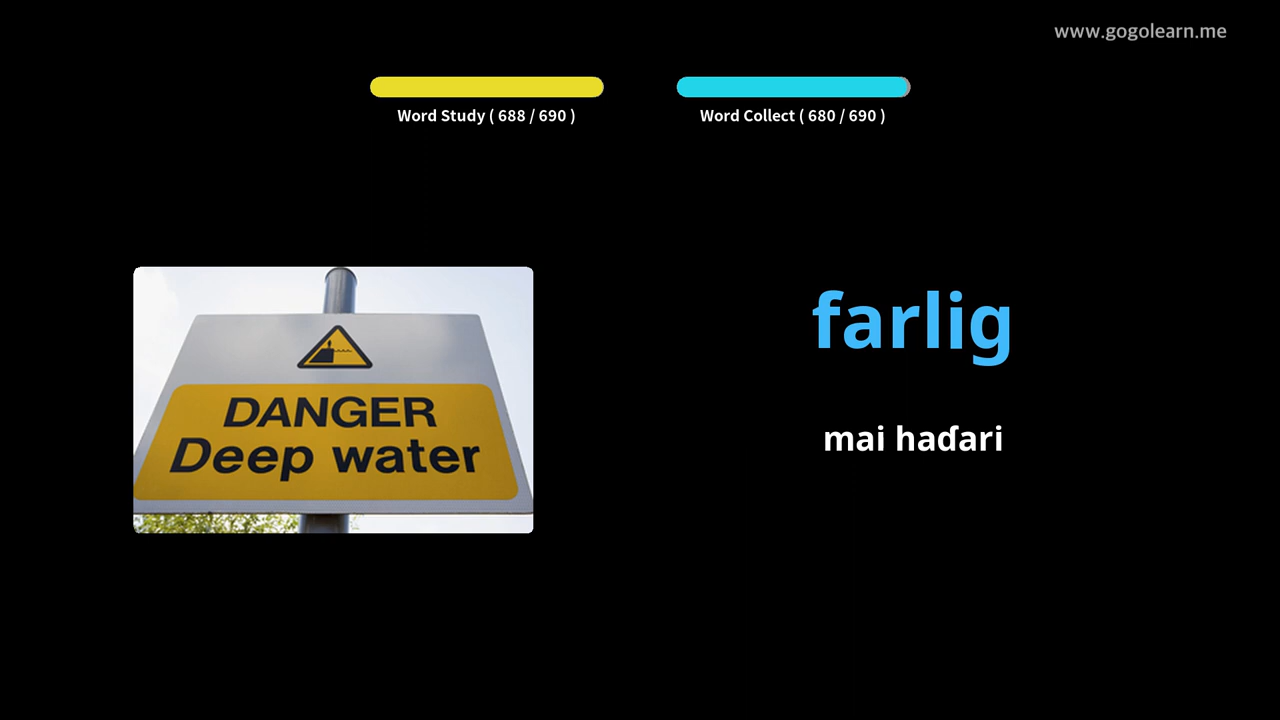 www.gogolearn.me
Word Study ( 688 / 690 )
Word Collect ( 680 / 690 )
DANGER
Deep water
farlig
mai haɗari